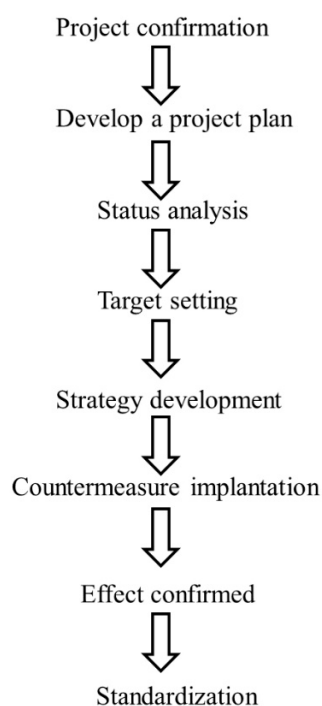 Project confirmation
Develop a project plan
Status analysis
Target setting
Strategy development
Countermeasure implantation
Effect confirmed
Standardization